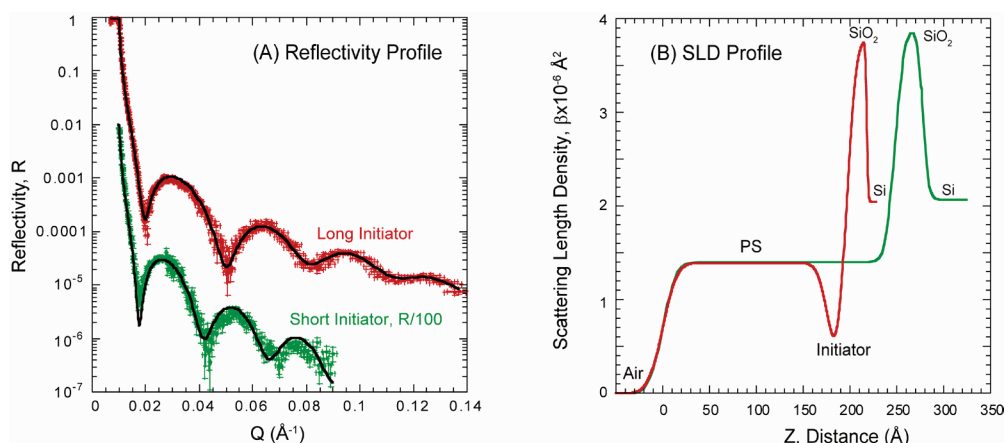 (A) Reflectivity Profile
Reflectivity, R
1
0.1
0.01
0.001
0.0001
10⁻⁵
10⁻⁶
10⁻⁷
Long Initiator
Short Initiator, R/100
0 0.02 0.04 0.06 0.08 0.1 0.12 0.14
Q (Å⁻¹)
(B) SLD Profile
Scattering Length Density, βx10⁻⁶ Å²
4
3
2
1
0
SiO₂ SiO₂
Si Si
PS
Initiator
Air
0 50 100 150 200 250 300 350
Z, Distance (Å)